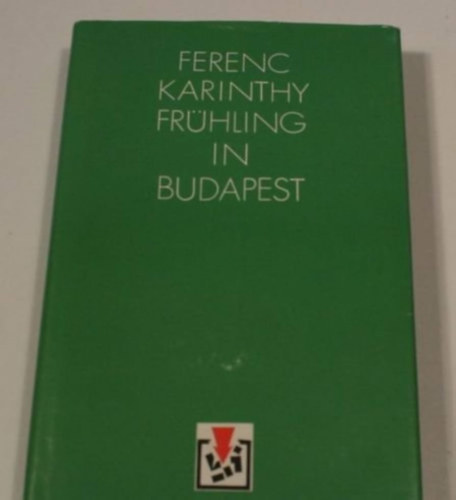 FERENC
KARINTHY
FRÜHLING
IN
BUDAPEST